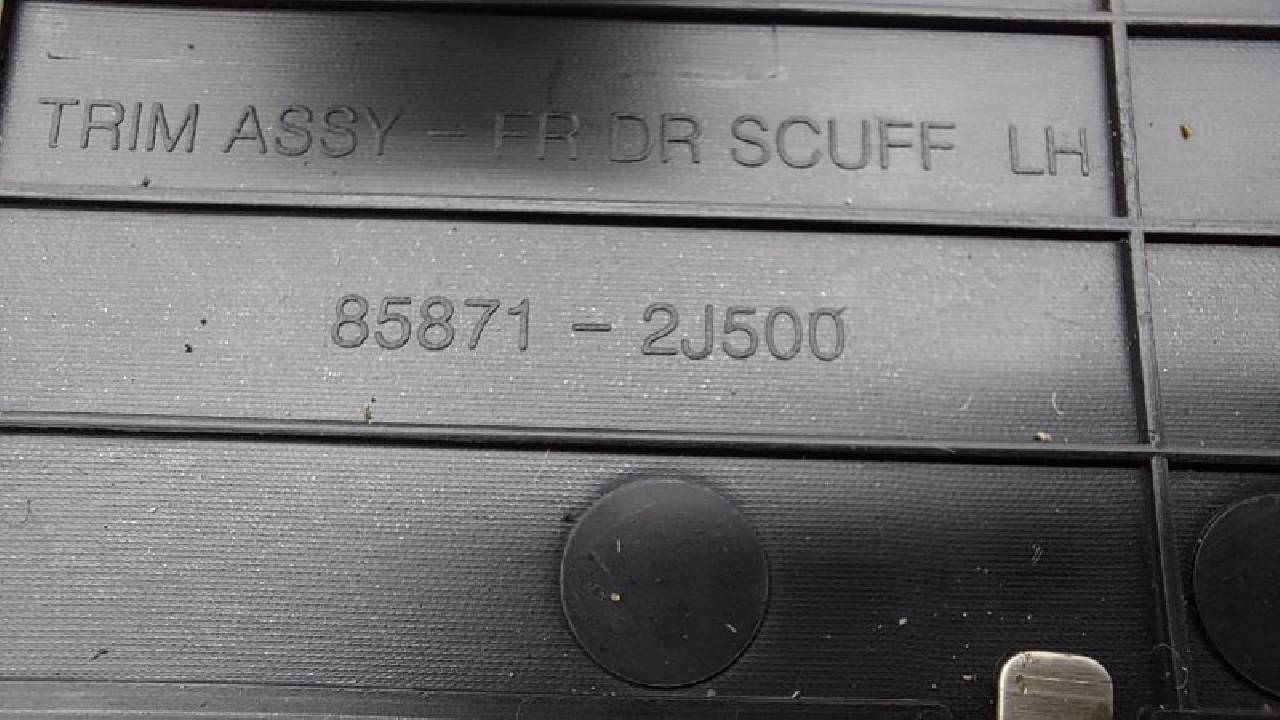 TRIM ASSY - FR DR SCUFF LH
85871 - 2J500